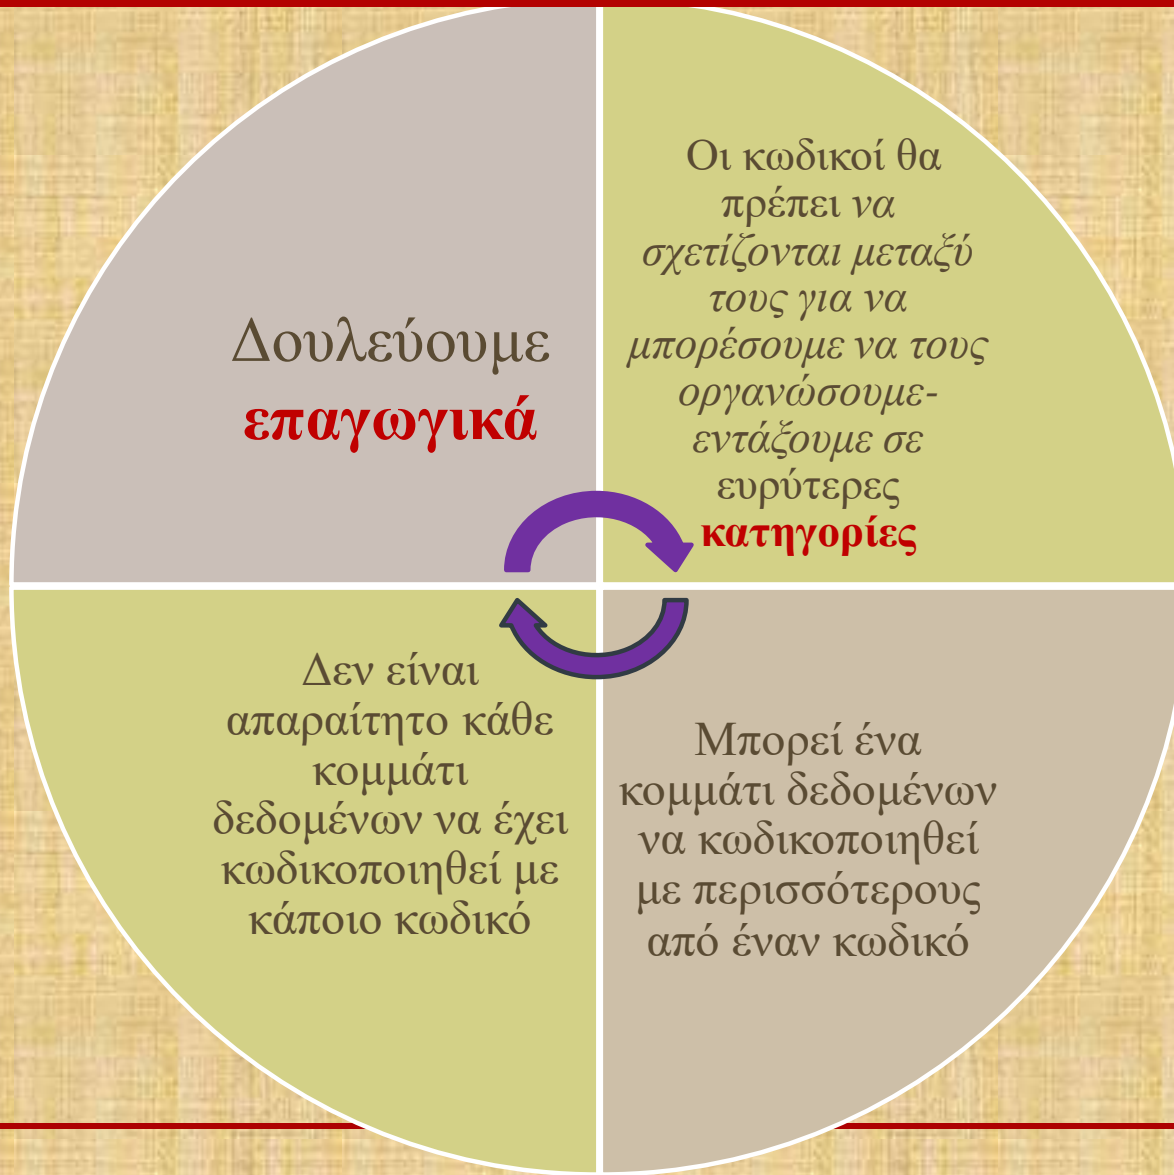 Δουλεύουμε
επαγωγικά
Οι κωδικοί θα
πρέπει να
σχετίζονται μεταξύ
τους για να
μπορέσουμε να τους
οργανώσουμε-
εντάξουμε σε
ευρύτερες
κατηγορίες
Δεν είναι
απαραίτητο κάθε
κομμάτι
δεδομένων να έχει
κωδικοποιηθεί με
κάποιο κωδικό
Μπορεί ένα
κομμάτι δεδομένων
να κωδικοποιηθεί
με περισσότερους
από έναν κωδικό